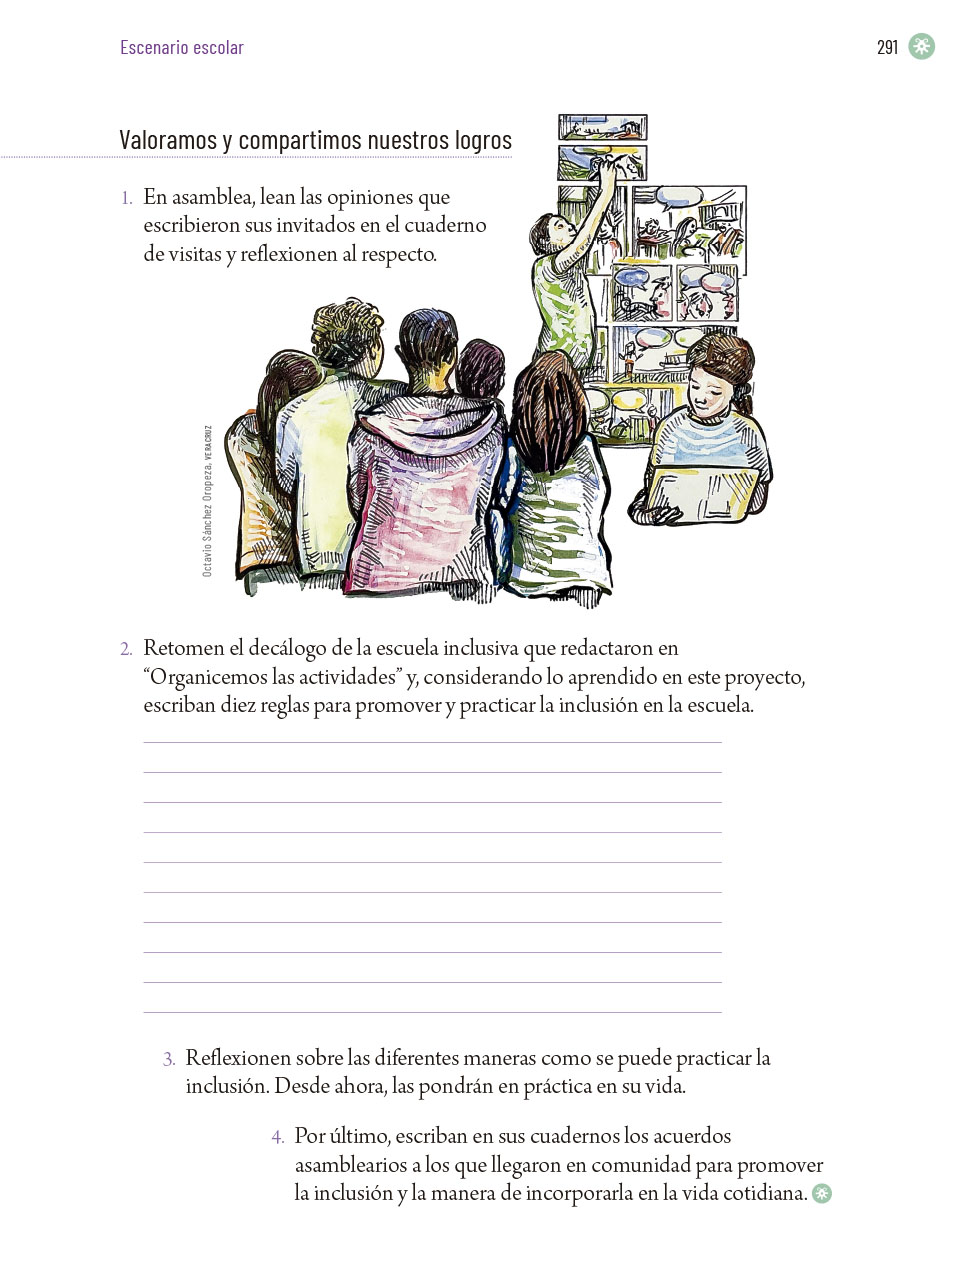 Escenario escolar
291
Valoramos y compartimos nuestros logros
1. En asamblea, lean las opiniones que
escribieron sus invitados en el cuaderno
de visitas y reflexionen al respecto.
Octavio Sánchez Oropeza, VERACRUZ
2. Retomen el decálogo de la escuela inclusiva que redactaron en
“Organicemos las actividades” y, considerando lo aprendido en este proyecto,
escriban diez reglas para promover y practicar la inclusión en la escuela.
3. Reflexionen sobre las diferentes maneras como se puede practicar la
inclusión. Desde ahora, las pondrán en práctica en su vida.
4. Por último, escriban en sus cuadernos los acuerdos
asamblearios a los que llegaron en comunidad para promover
la inclusión y la manera de incorporarla en la vida cotidiana.